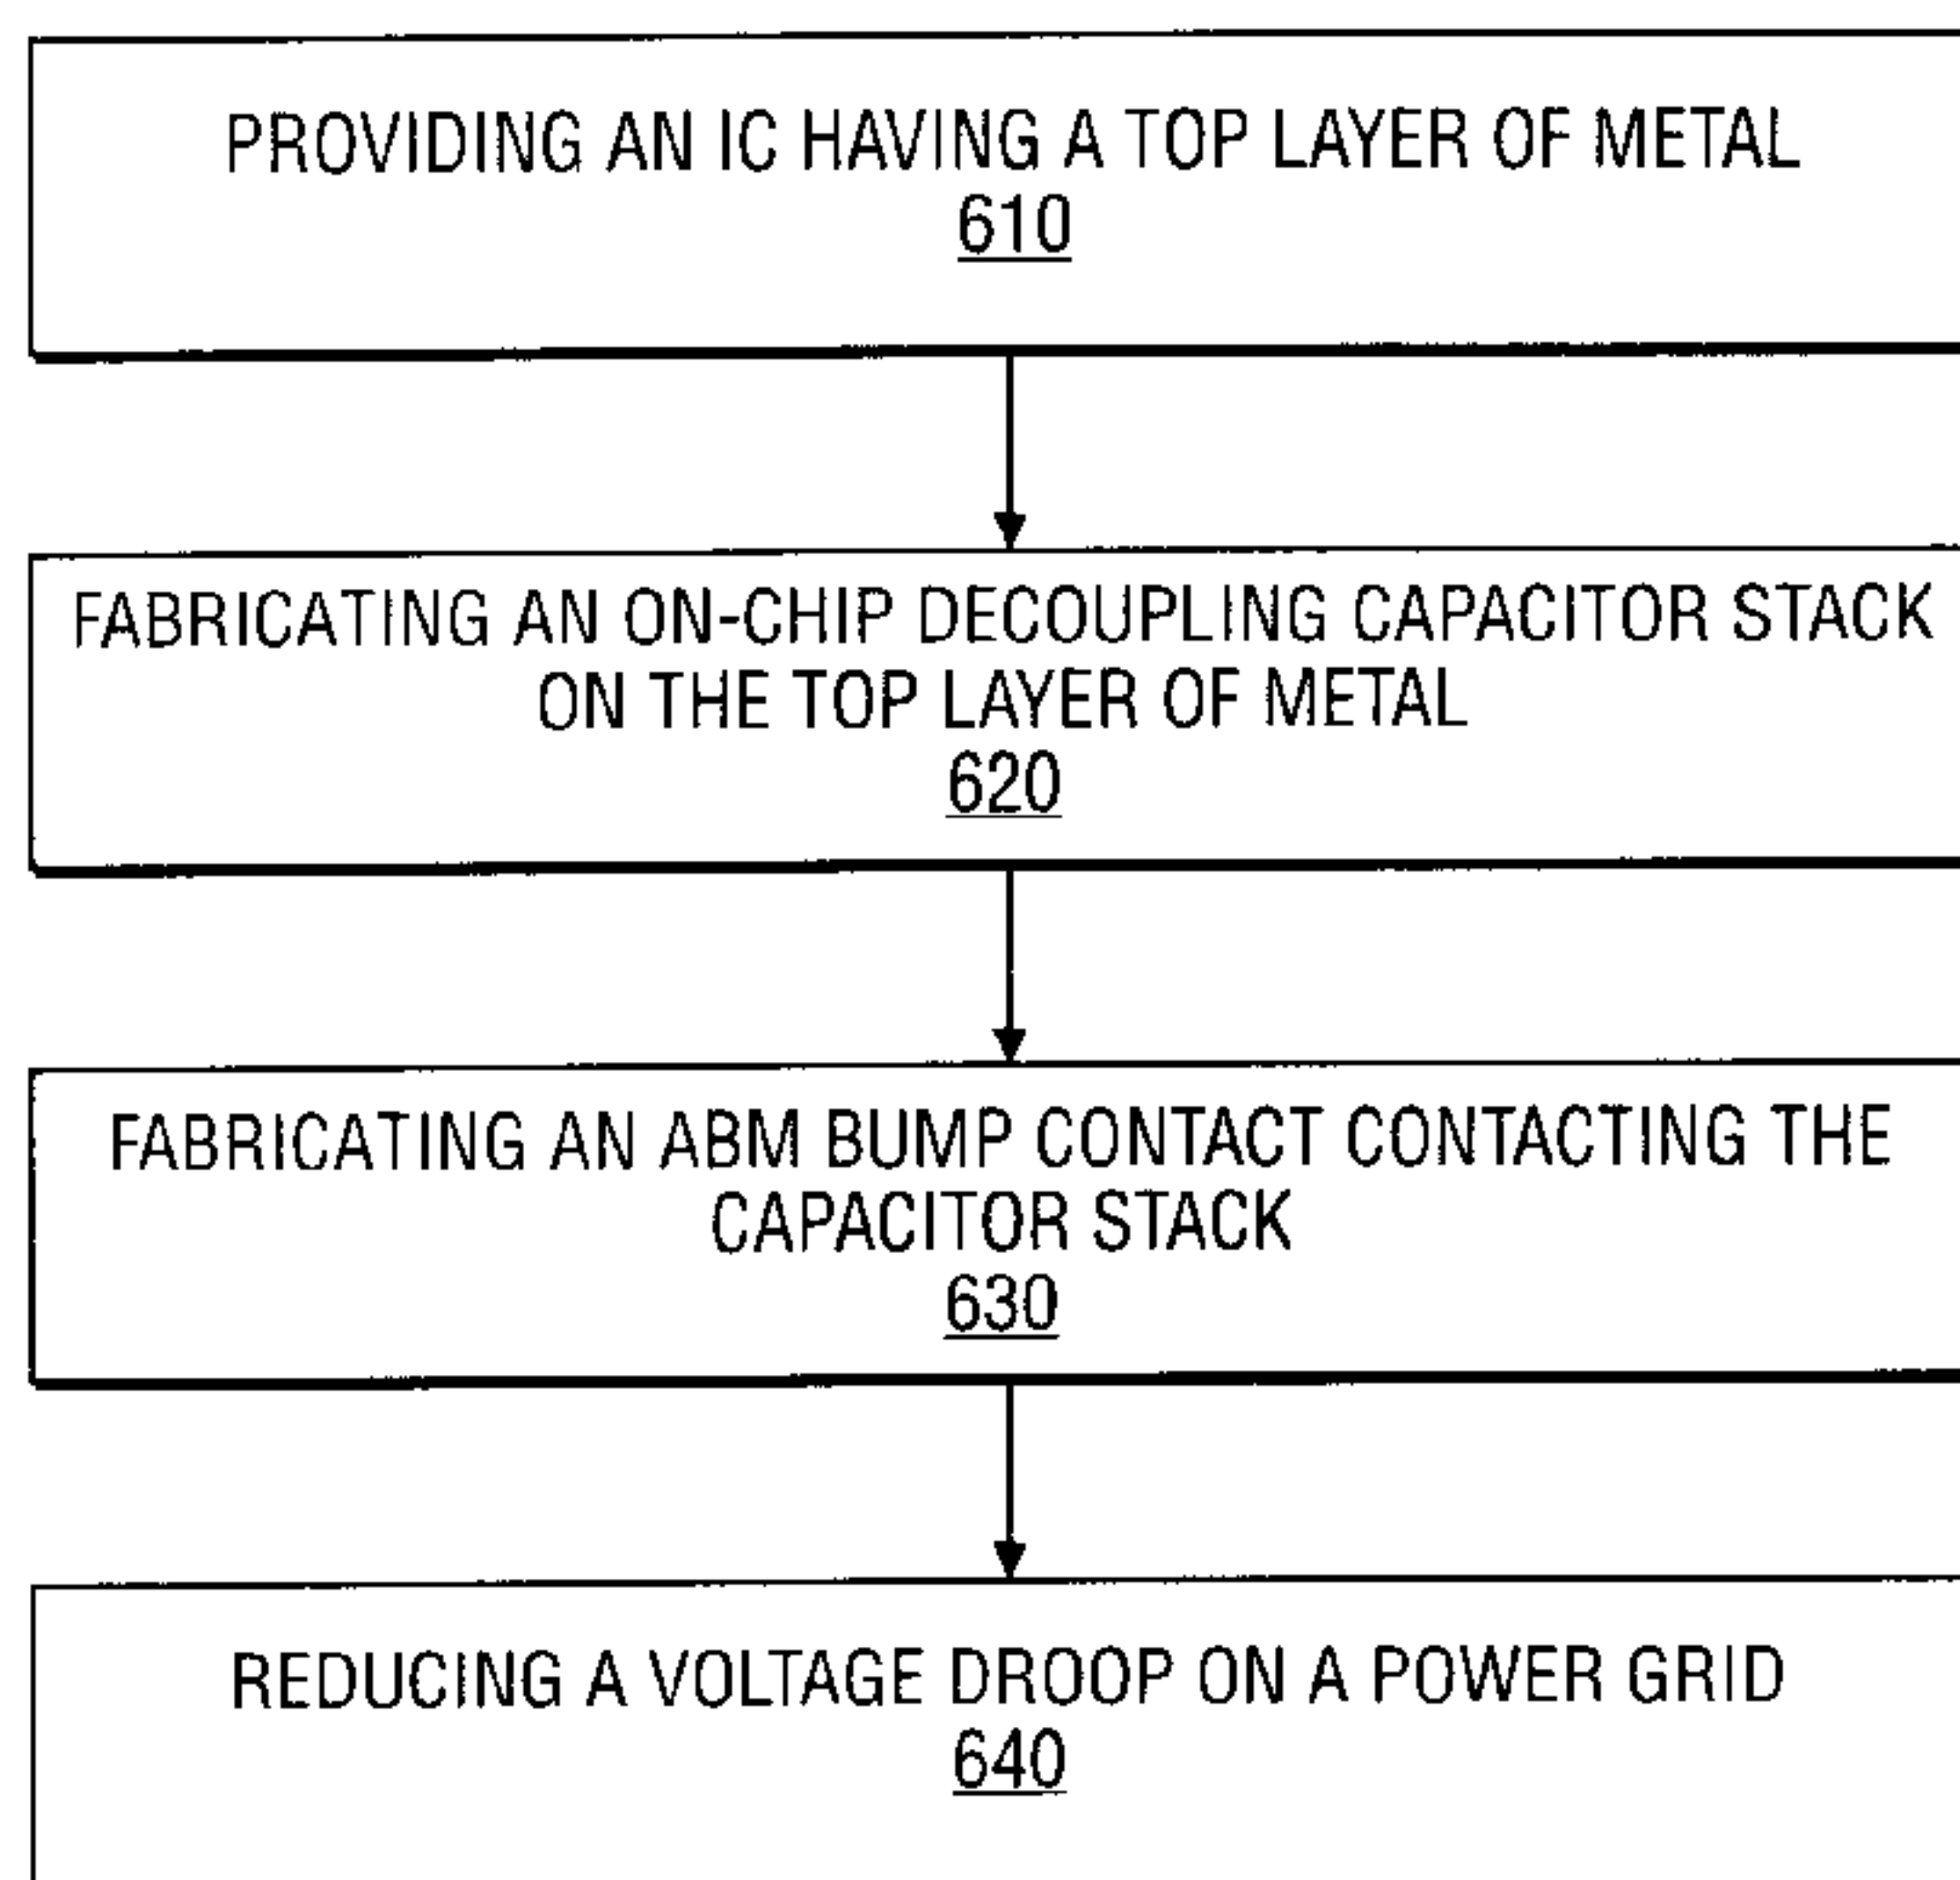 PROVIDING AN IC HAVING A TOP LAYER OF METAL
610
FABRICATING AN ON-CHIP DECOUPLING CAPACITOR STACK
ON THE TOP LAYER OF METAL
620
FABRICATING AN ABM BUMP CONTACT CONTACTING THE
CAPACITOR STACK
630
REDUCING A VOLTAGE DROOP ON A POWER GRID
640